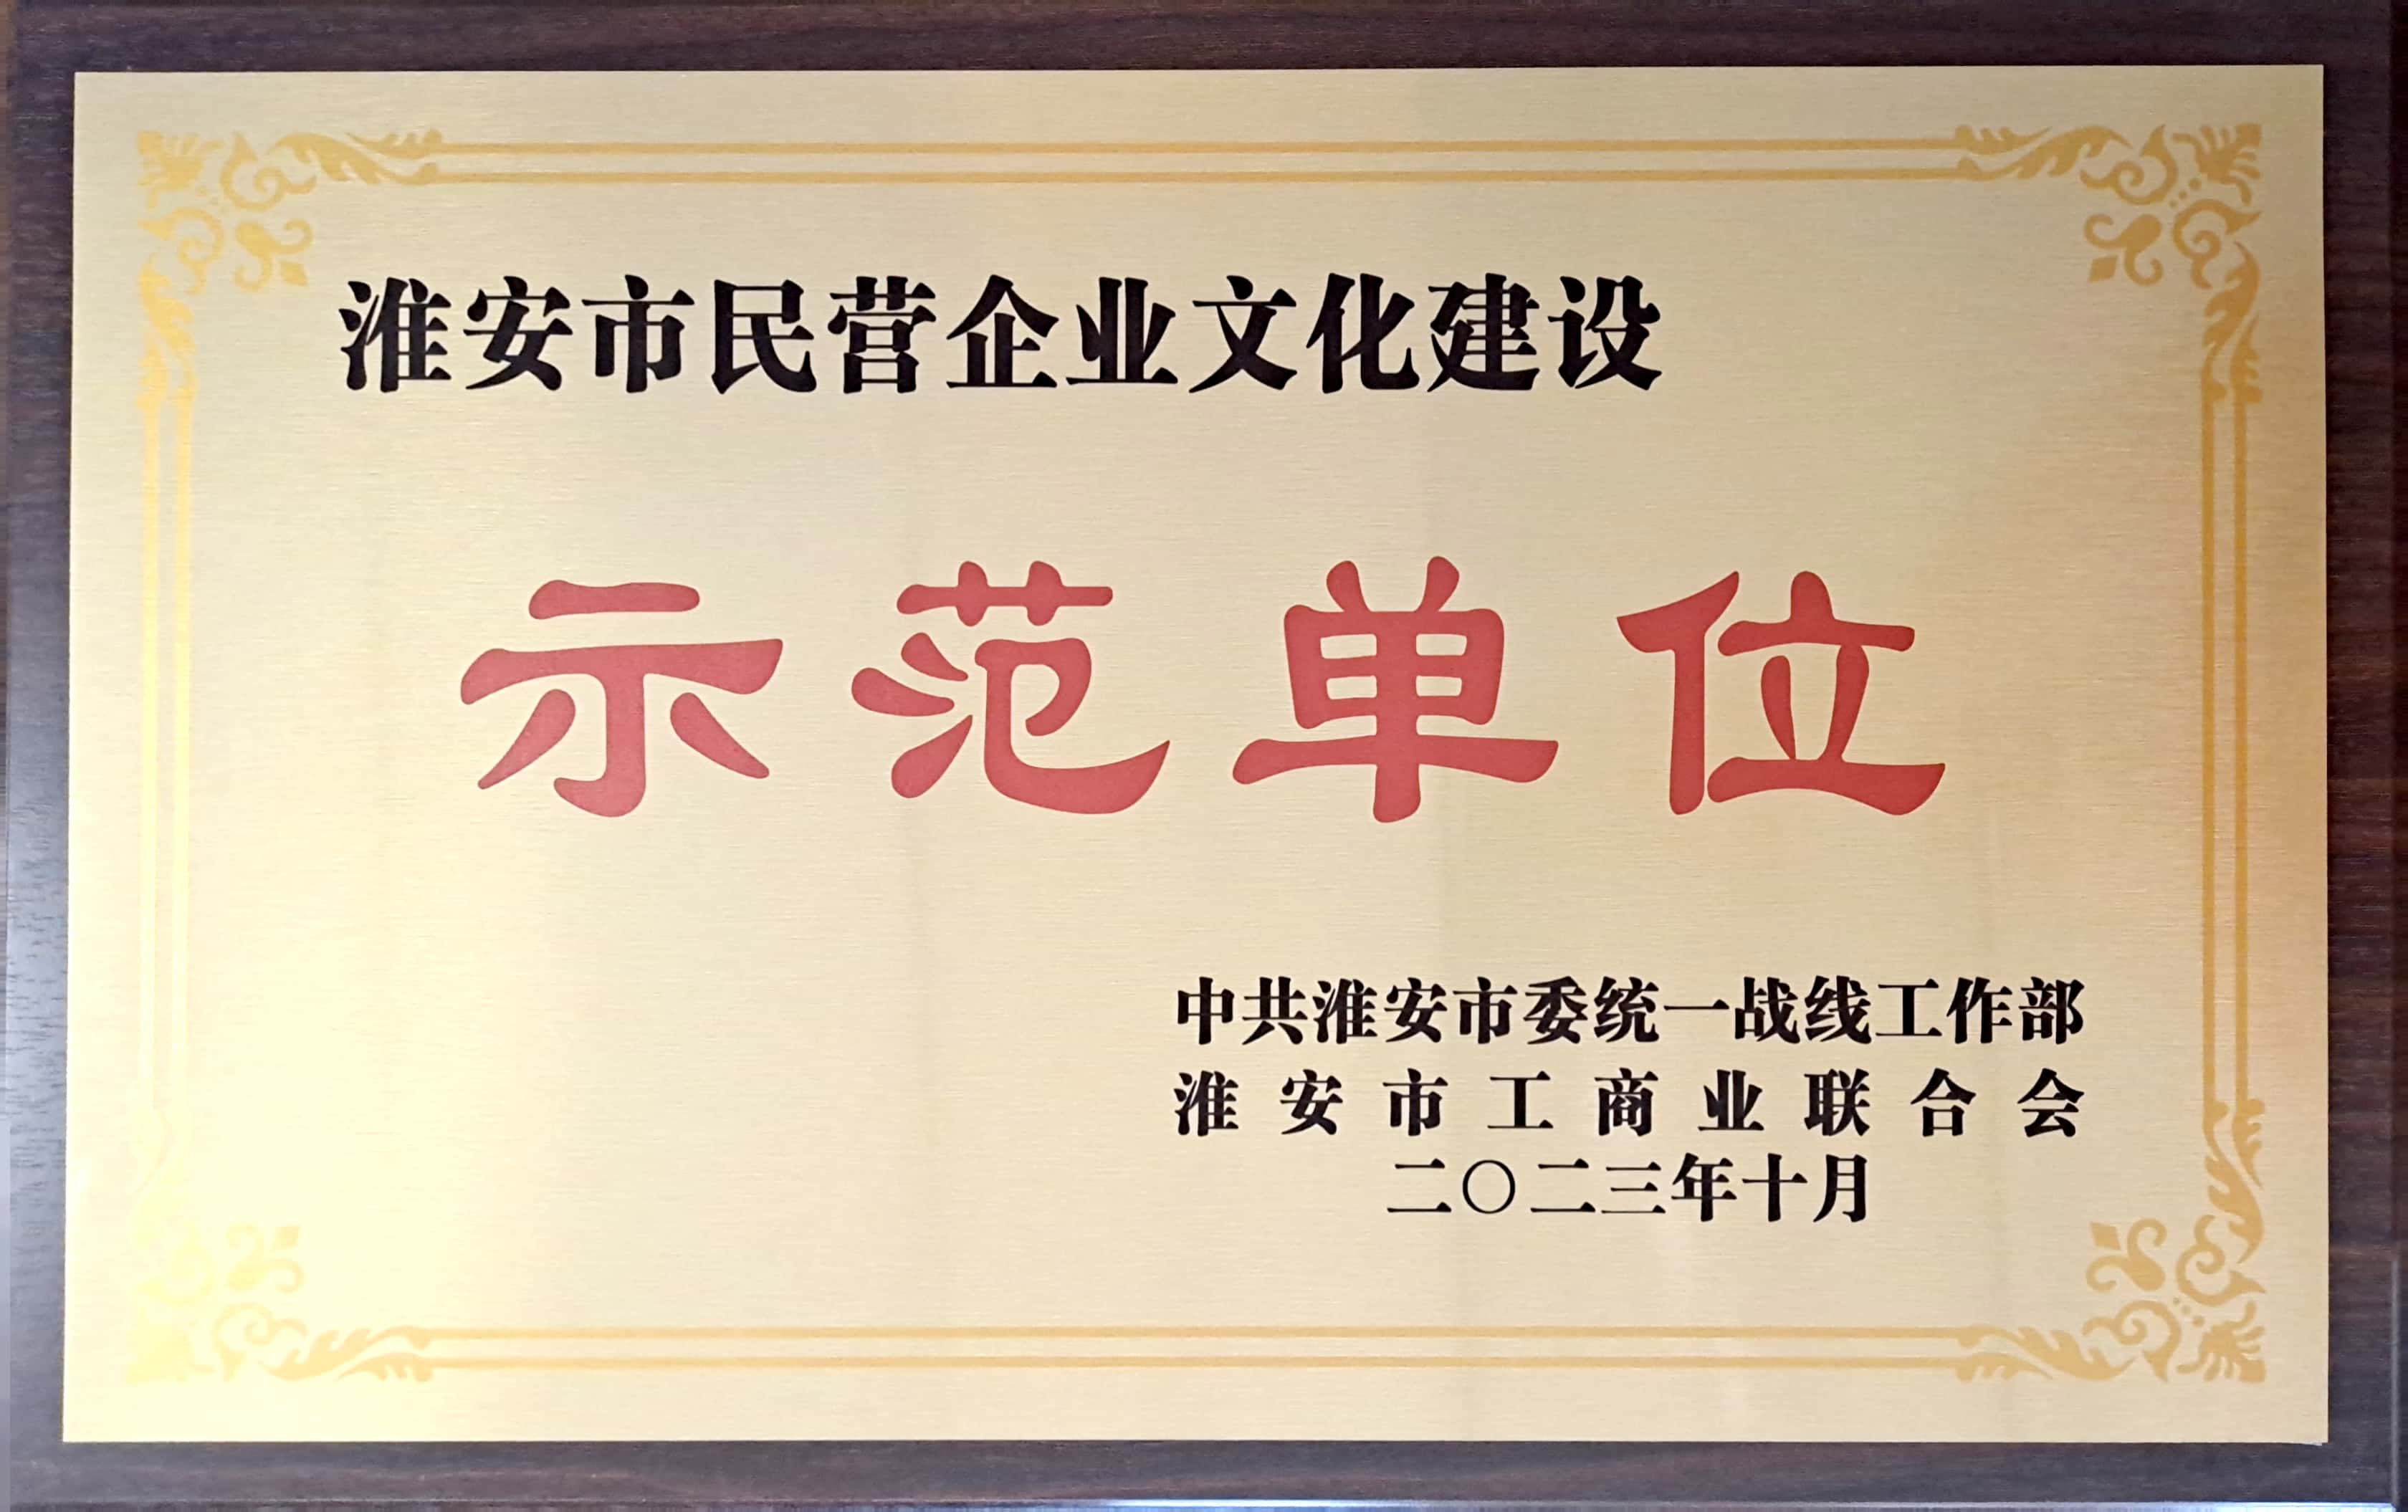 淮安市民营企业文化建设
示范单位
中共淮安市委统一战线工作部
淮安市工商业联合会
二〇二三年十月